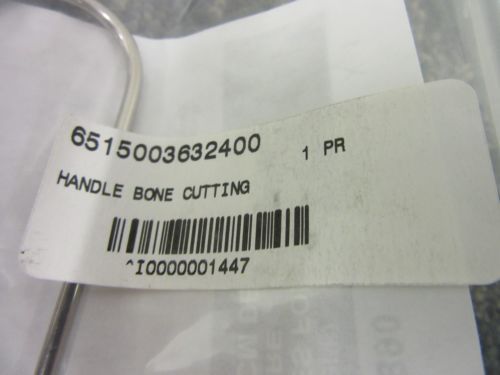 6515003632400 1 PR
HANDLE BONE CUTTING
^I0000001447